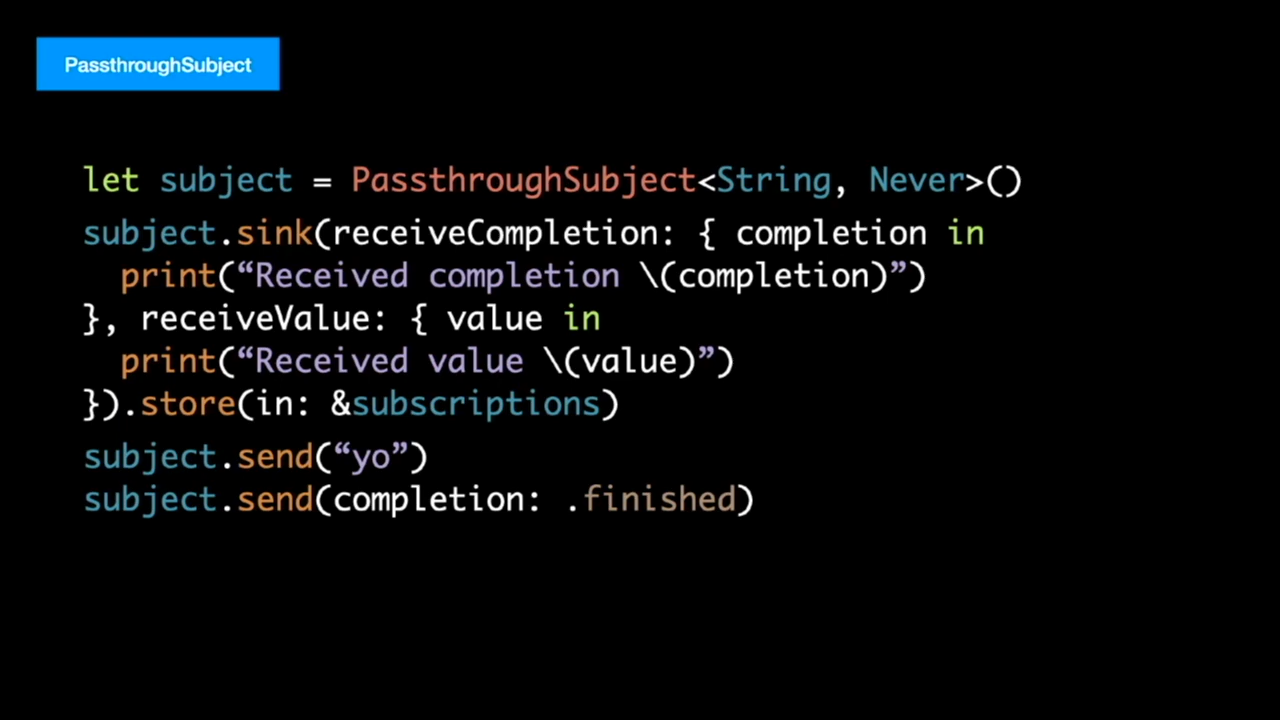 PassthroughSubject
let subject = PassthroughSubject<String, Never>()
subject.sink(receiveCompletion: { completion in
  print(“Received completion \(completion)”)
}, receiveValue: { value in
  print(“Received value \(value)”)
}).store(in: &subscriptions)
subject.send(“yo”)
subject.send(completion: .finished)